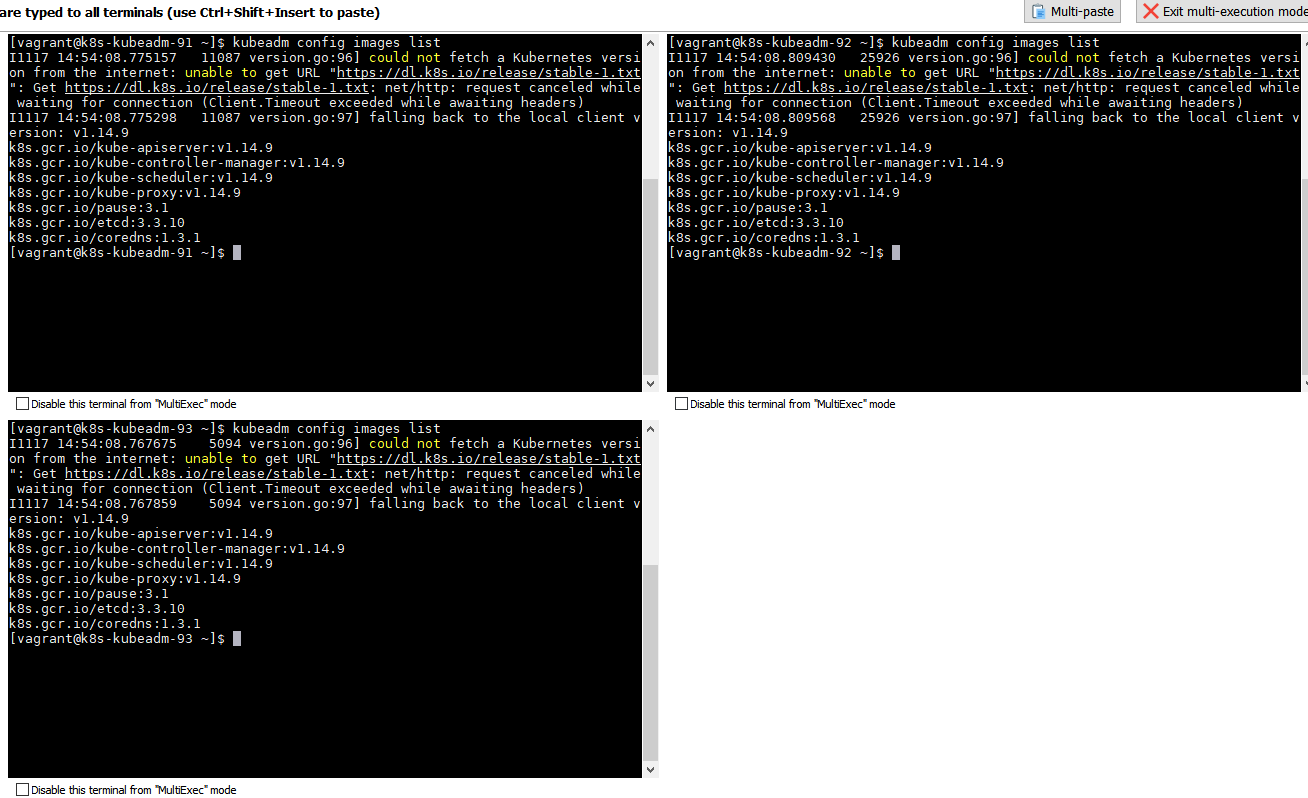 are typed to all terminals (use Ctrl+Shift+Insert to paste)
Multi-paste
Exit multi-execution mode
[vagrant@k8s-kubeadm-91 ~]$ kubeadm config images list
I1117 14:54:08.775157   11087 version.go:96] could not fetch a Kubernetes versi
on from the internet: unable to get URL "https://dl.k8s.io/release/stable-1.txt
": Get https://dl.k8s.io/release/stable-1.txt: net/http: request canceled while
 waiting for connection (Client.Timeout exceeded while awaiting headers)
I1117 14:54:08.775298   11087 version.go:97] falling back to the local client v
ersion: v1.14.9
k8s.gcr.io/kube-apiserver:v1.14.9
k8s.gcr.io/kube-controller-manager:v1.14.9
k8s.gcr.io/kube-scheduler:v1.14.9
k8s.gcr.io/kube-proxy:v1.14.9
k8s.gcr.io/pause:3.1
k8s.gcr.io/etcd:3.3.10
k8s.gcr.io/coredns:1.3.1
[vagrant@k8s-kubeadm-91 ~]$
Disable this terminal from "MultiExec" mode
[vagrant@k8s-kubeadm-92 ~]$ kubeadm config images list
I1117 14:54:08.809430   25926 version.go:96] could not fetch a Kubernetes versi
on from the internet: unable to get URL "https://dl.k8s.io/release/stable-1.txt
": Get https://dl.k8s.io/release/stable-1.txt: net/http: request canceled while
 waiting for connection (Client.Timeout exceeded while awaiting headers)
I1117 14:54:08.809568   25926 version.go:97] falling back to the local client v
ersion: v1.14.9
k8s.gcr.io/kube-apiserver:v1.14.9
k8s.gcr.io/kube-controller-manager:v1.14.9
k8s.gcr.io/kube-scheduler:v1.14.9
k8s.gcr.io/kube-proxy:v1.14.9
k8s.gcr.io/pause:3.1
k8s.gcr.io/etcd:3.3.10
k8s.gcr.io/coredns:1.3.1
[vagrant@k8s-kubeadm-92 ~]$
Disable this terminal from "MultiExec" mode
[vagrant@k8s-kubeadm-93 ~]$ kubeadm config images list
I1117 14:54:08.767675    5094 version.go:96] could not fetch a Kubernetes versi
on from the internet: unable to get URL "https://dl.k8s.io/release/stable-1.txt
": Get https://dl.k8s.io/release/stable-1.txt: net/http: request canceled while
 waiting for connection (Client.Timeout exceeded while awaiting headers)
I1117 14:54:08.767859    5094 version.go:97] falling back to the local client v
ersion: v1.14.9
k8s.gcr.io/kube-apiserver:v1.14.9
k8s.gcr.io/kube-controller-manager:v1.14.9
k8s.gcr.io/kube-scheduler:v1.14.9
k8s.gcr.io/kube-proxy:v1.14.9
k8s.gcr.io/pause:3.1
k8s.gcr.io/etcd:3.3.10
k8s.gcr.io/coredns:1.3.1
[vagrant@k8s-kubeadm-93 ~]$
Disable this terminal from "MultiExec" mode